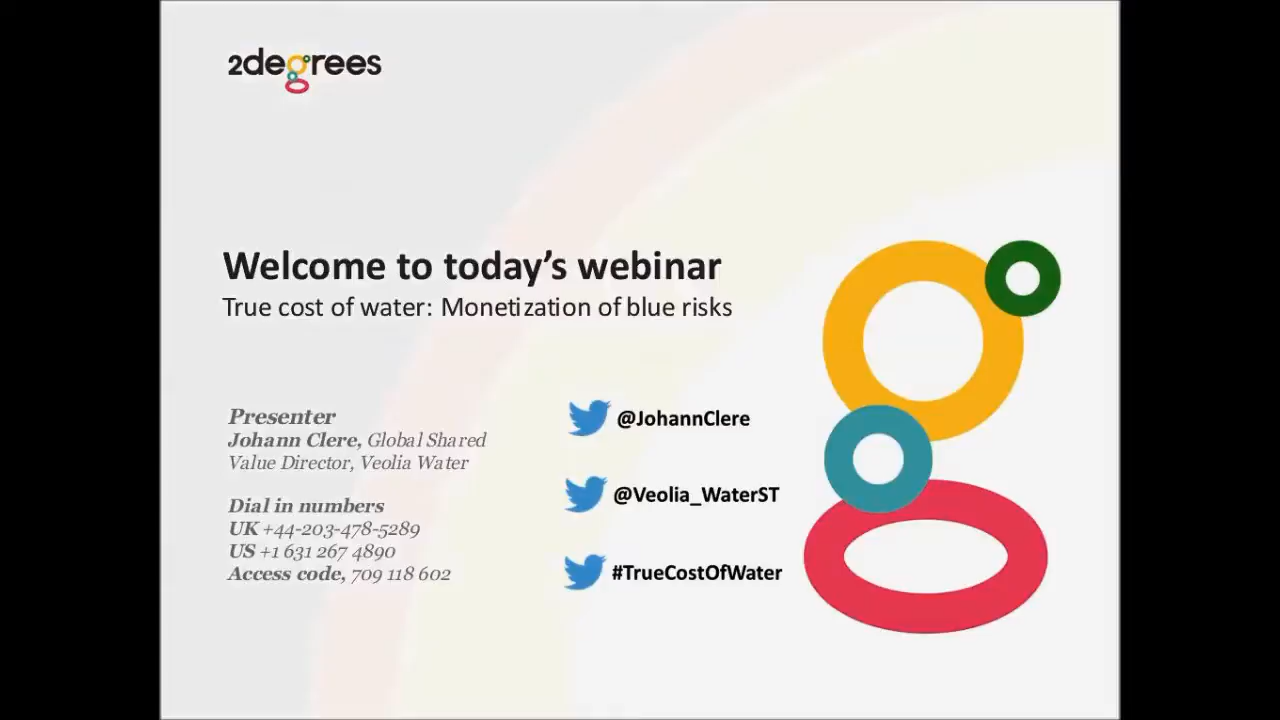 2degrees
Welcome to today's webinar
True cost of water: Monetization of blue risks
Presenter
Johann Clere, Global Shared
Value Director, Veolia Water
Dial in numbers
UK +44-203-478-5289
US +1 631 267 4890
Access code, 709 118 602
@JohannClere
@Veolia_WaterST
#TrueCostOfWater